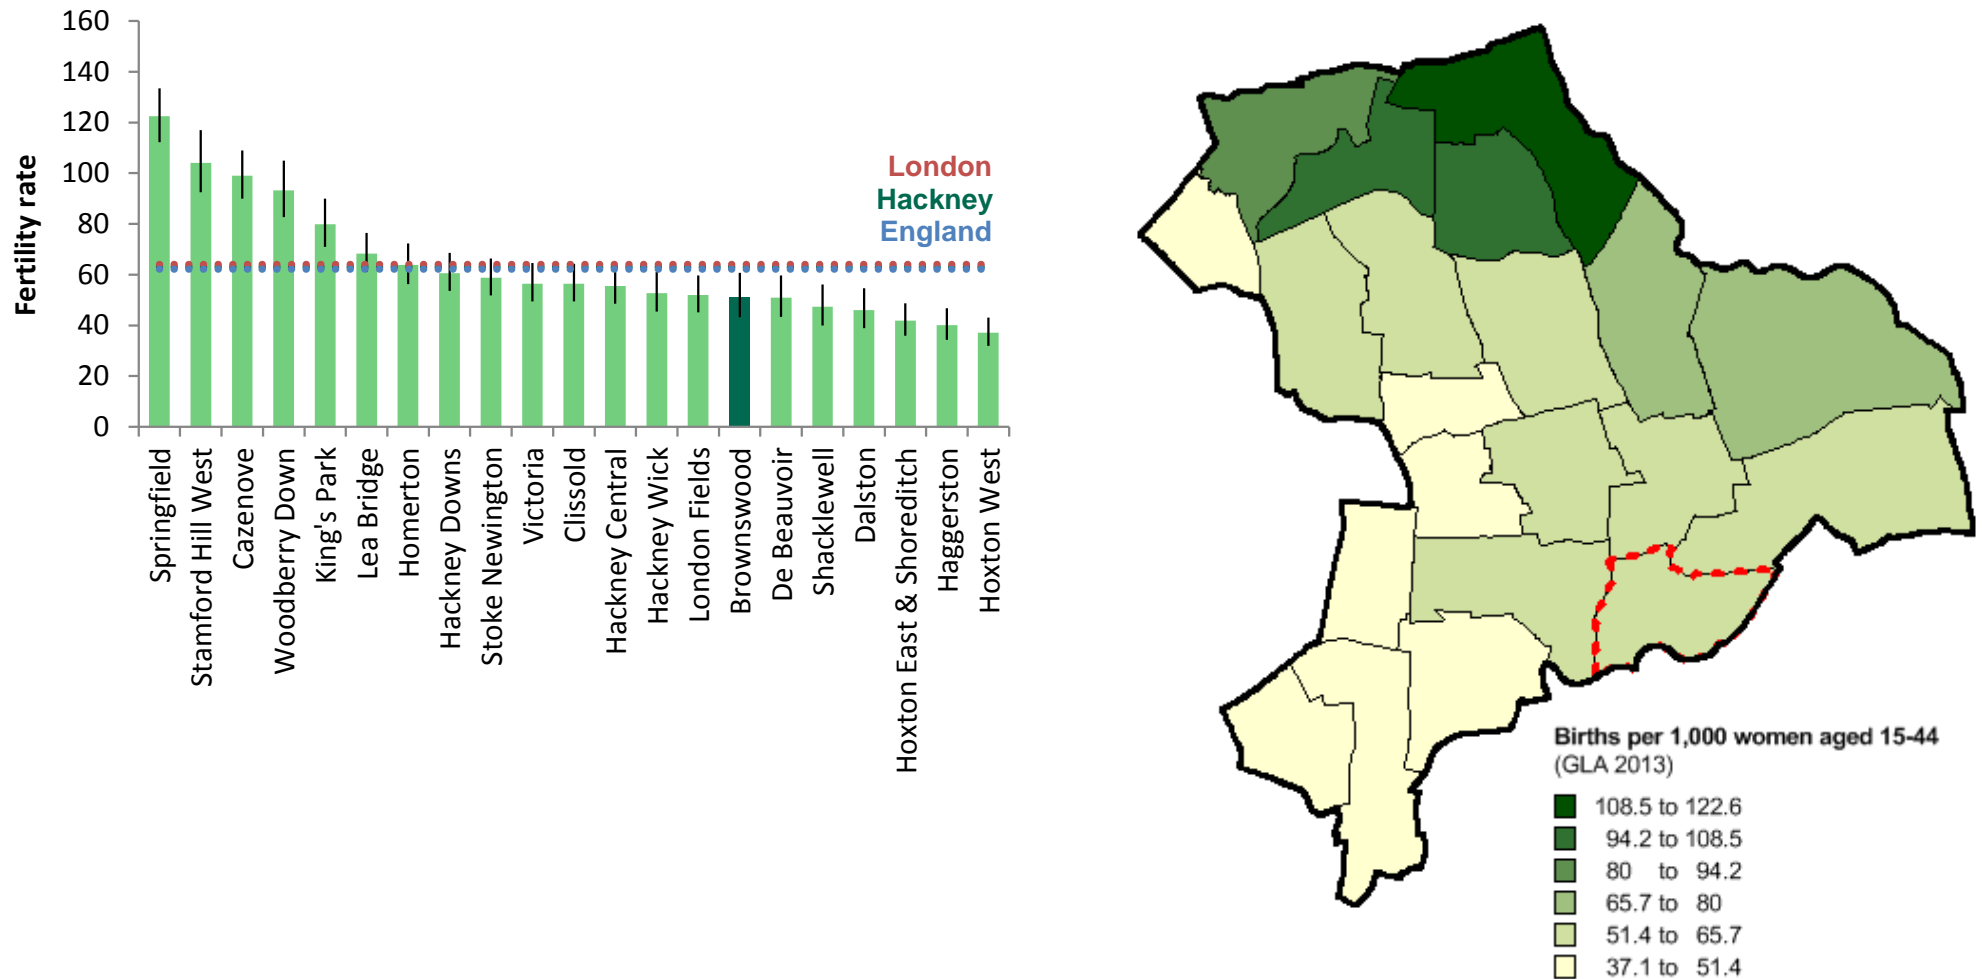 160
140
120
100
80
60
40
20
0
Fertility rate
London
Hackney
England
Springfield
Stamford Hill West
Cazenove
Woodberry Down
King's Park
Lea Bridge
Homerton
Hackney Downs
Stoke Newington
Victoria
Clissold
Hackney Central
Hackney Wick
London Fields
Brownswood
De Beauvoir
Shacklewell
Dalston
Hoxton East & Shoreditch
Haggerston
Hoxton West
Births per 1,000 women aged 15-44
(GLA 2013)
108.5 to 122.6
94.2 to 108.5
80 to 94.2
65.7 to 80
51.4 to 65.7
37.1 to 51.4